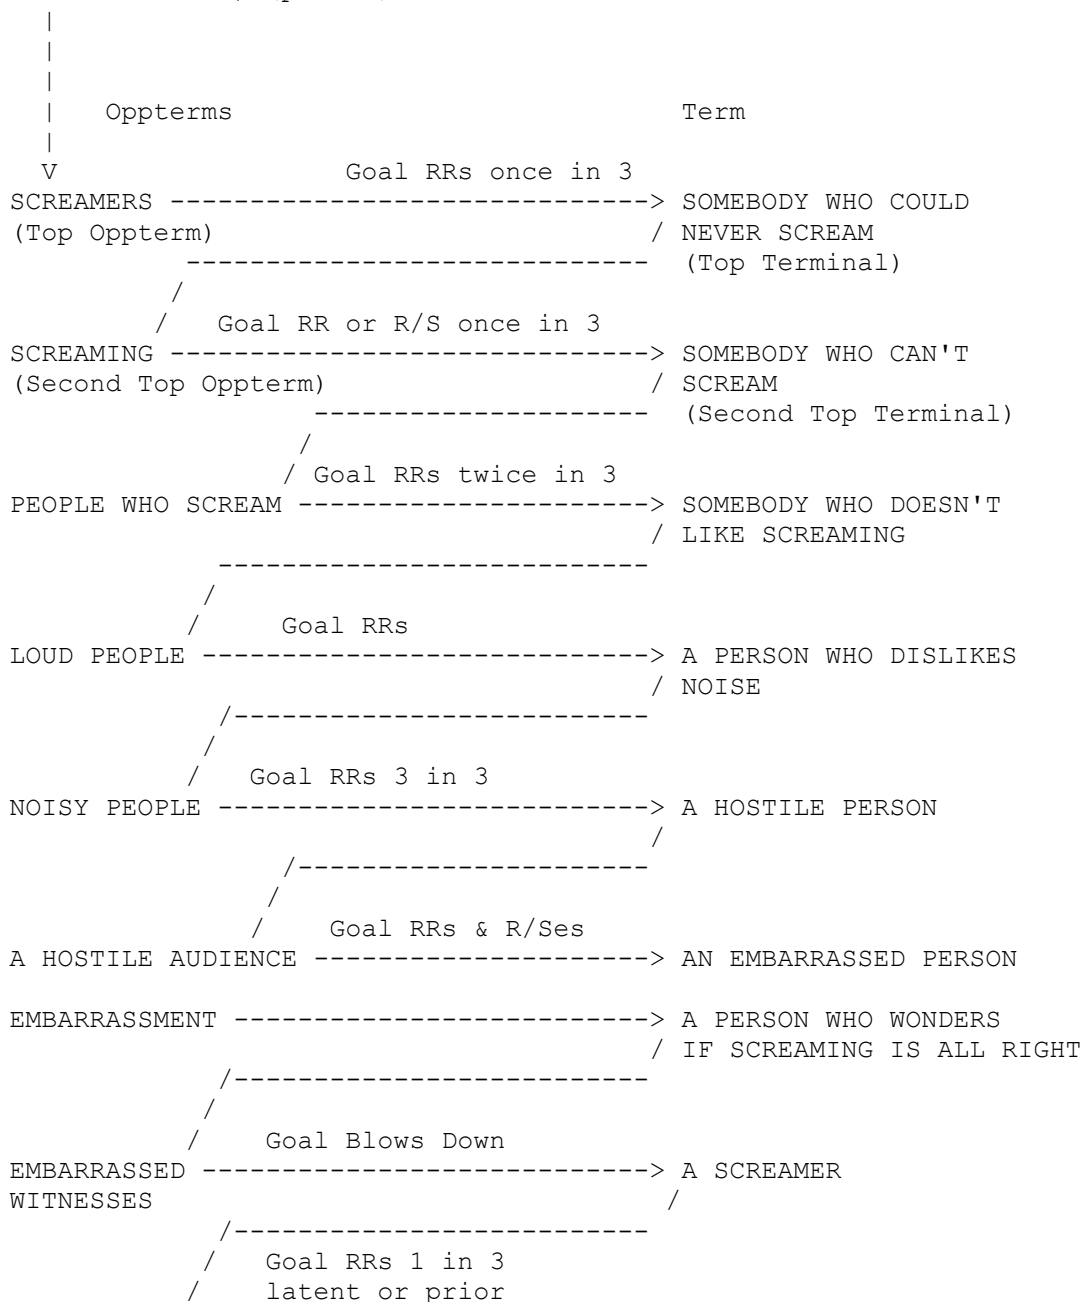 |
|
|
| Oppterms Term
|
V Goal RRs once in 3
SCREAMERS ------------------------------> SOMEBODY WHO COULD
(Top Oppterm) / NEVER SCREAM
----------------------------- (Top Terminal)
/
/ Goal RR or R/S once in 3
SCREAMING ------------------------------> SOMEBODY WHO CAN'T
(Second Top Oppterm) / SCREAM
--------------------- (Second Top Terminal)
/
/ Goal RRs twice in 3
PEOPLE WHO SCREAM ----------------------> SOMEBODY WHO DOESN'T
/ LIKE SCREAMING
---------------------------
/
/ Goal RRs
LOUD PEOPLE ----------------------------> A PERSON WHO DISLIKES
/ NOISE
/--------------------------
/
/ Goal RRs 3 in 3
NOISY PEOPLE ---------------------------> A HOSTILE PERSON
/
/----------------------
/
/ Goal RRs & R/Ses
A HOSTILE AUDIENCE ---------------------> AN EMBARRASSED PERSON
EMBARRASSMENT --------------------------> A PERSON WHO WONDERS
/ IF SCREAMING IS ALL RIGHT
/--------------------------
/
/ Goal Blows Down
EMBARRASSED ----------------------------> A SCREAMER
WITNESSES /
/--------------------------
/ Goal RRs 1 in 3
/ latent or prior